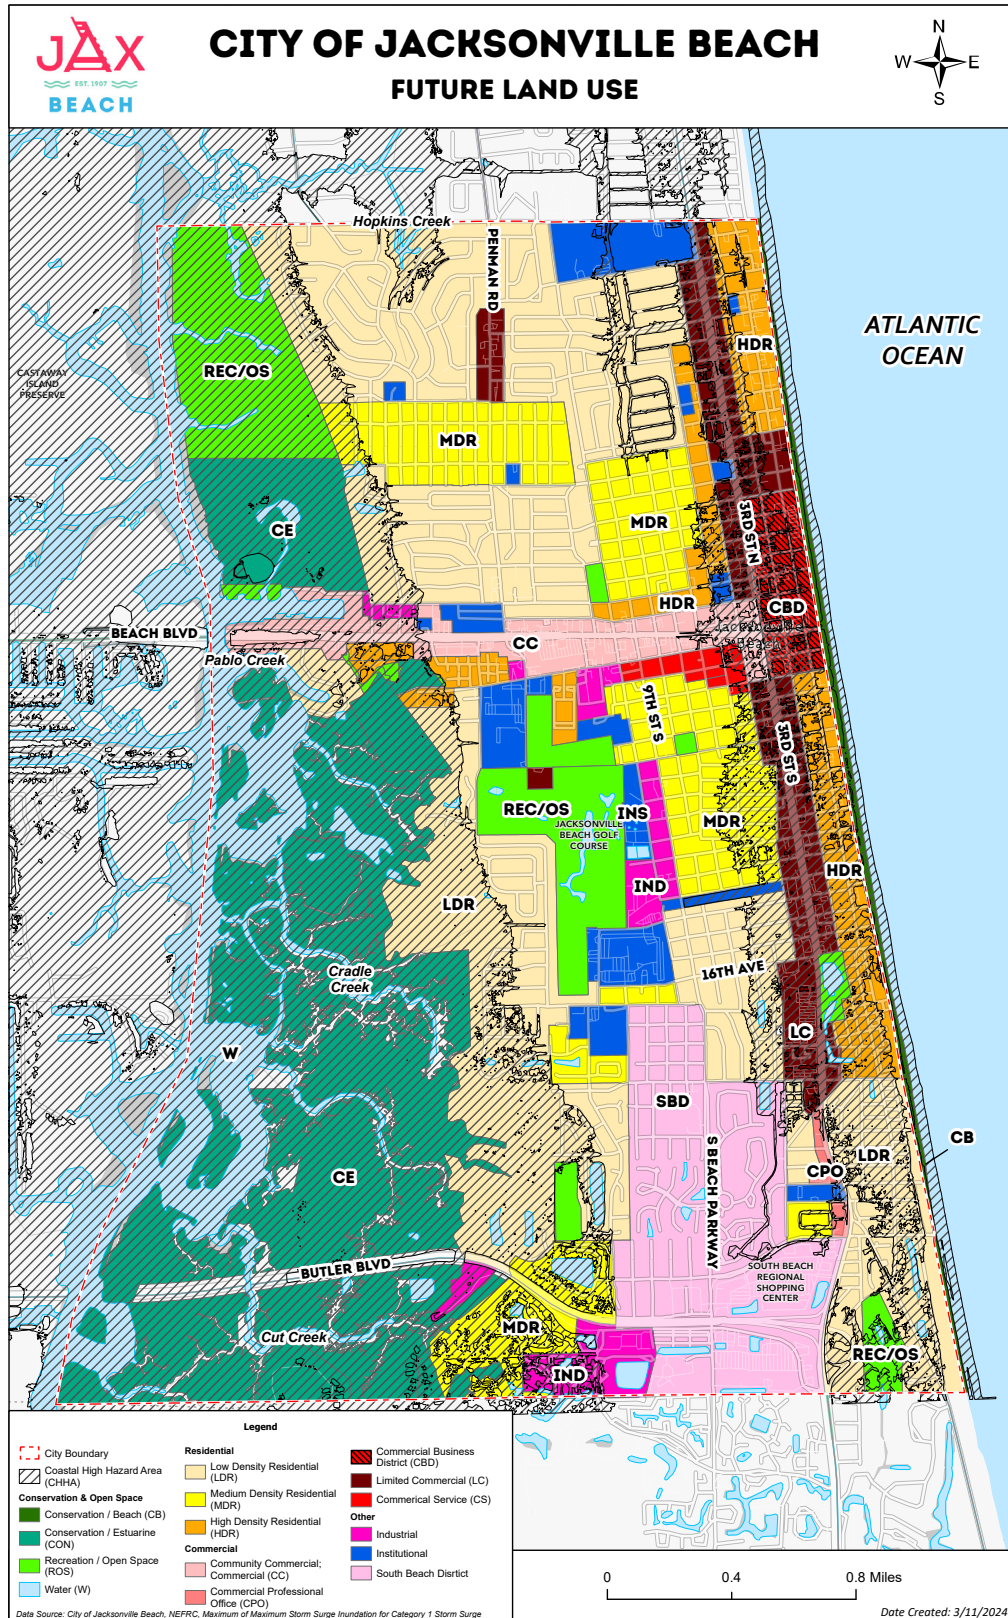 JAX
EST. 1907
BEACH
CITY OF JACKSONVILLE BEACH
FUTURE LAND USE
N
W
E
S
Hopkins Creek
PENMAN RD
ATLANTIC
OCEAN
HDR
CASTAWAY
ISLAND
PRESERVE
REC/OS
MDR
3RD ST N
MDR
CE
HDR
CBD
Jacksonville
Beach
BEACH BLVD
CC
Pablo Creek
9TH ST S
3RD ST S
REC/OS
INS
JACKSONVILLE
BEACH GOLF
COURSE
MDR
HDR
IND
LDR
16TH AVE
Cradle
Creek
LC
W
SBD
S BEACH PARKWAY
CB
LDR
CPO
CE
BUTLER BLVD
SOUTH BEACH
REGIONAL
SHOPPING
CENTER
MDR
Cut Creek
REC/OS
IND
Legend
City Boundary
Coastal High Hazard Area
(CHHA)
Conservation & Open Space
Conservation / Beach (CB)
Conservation / Estuarine
(CON)
Recreation / Open Space
(ROS)
Water (W)
Residential
Low Density Residential
(LDR)
Medium Density Residential
(MDR)
High Density Residential
(HDR)
Commercial
Community Commercial;
Commercial (CC)
Commercial Professional
Office (CPO)
Commercial Business
District (CBD)
Limited Commercial (LC)
Commerical Service (CS)
Other
Industrial
Institutional
South Beach Disrtict
0
0.4
0.8 Miles
Data Source: City of Jacksonville Beach, NEFRC, Maximum of Maximum Storm Surge Inundation for Category 1 Storm Surge
Date Created: 3/11/2024